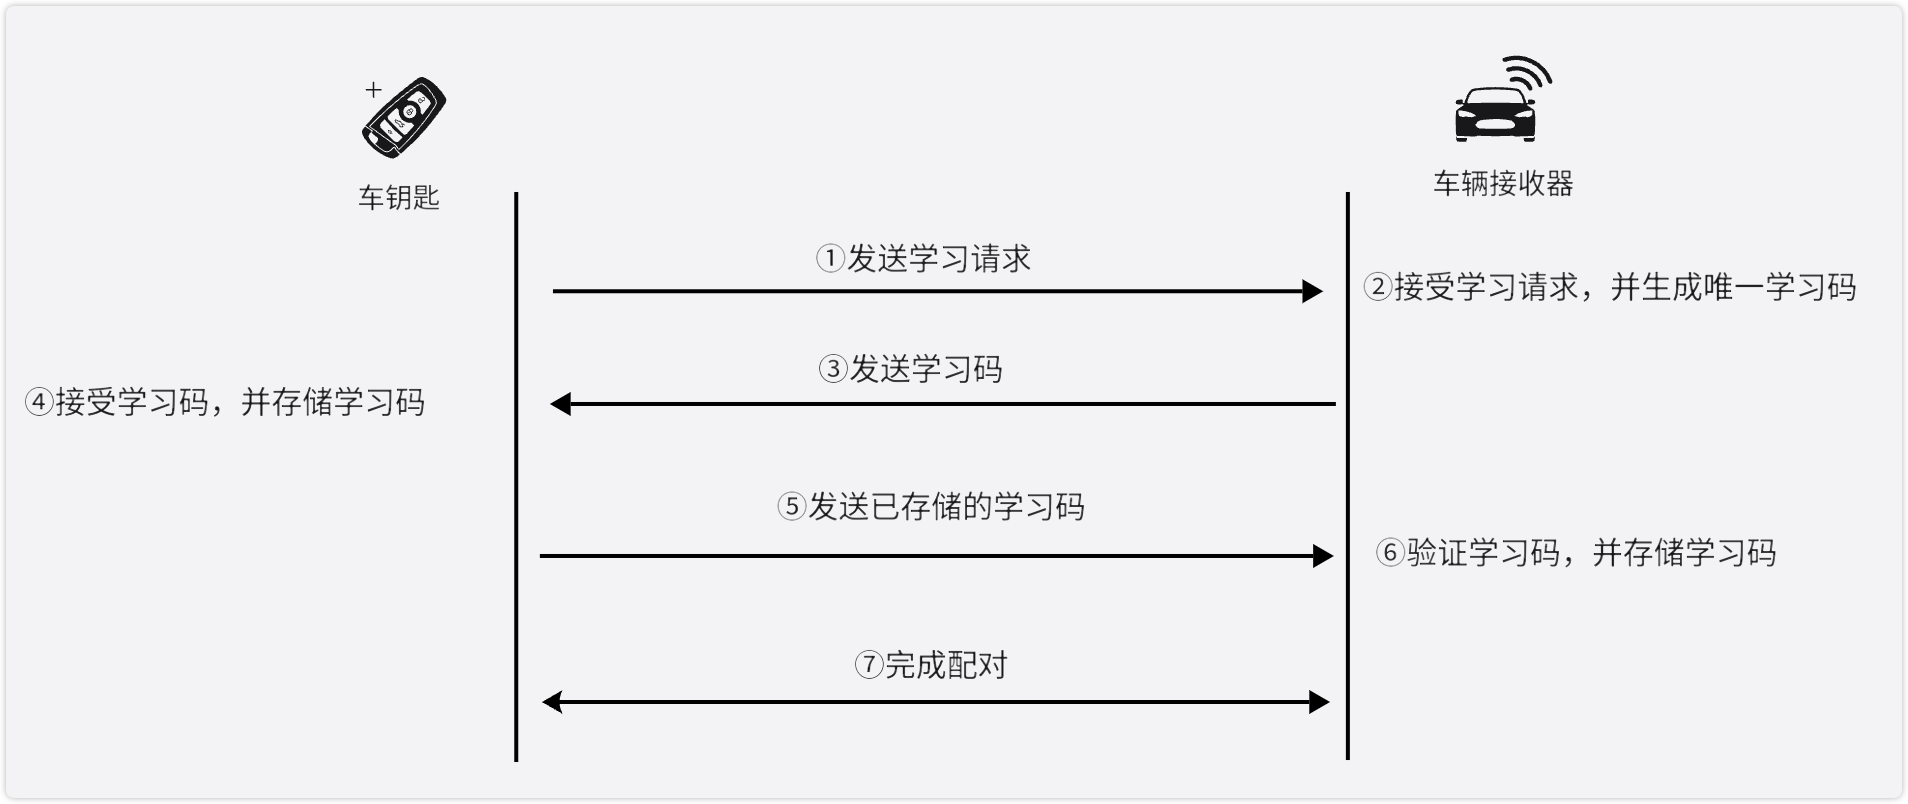 车钥匙
车辆接收器
①发送学习请求
②接受学习请求，并生成唯一学习码
③发送学习码
④接受学习码，并存储学习码
⑤发送已存储的学习码
⑥验证学习码，并存储学习码
⑦完成配对